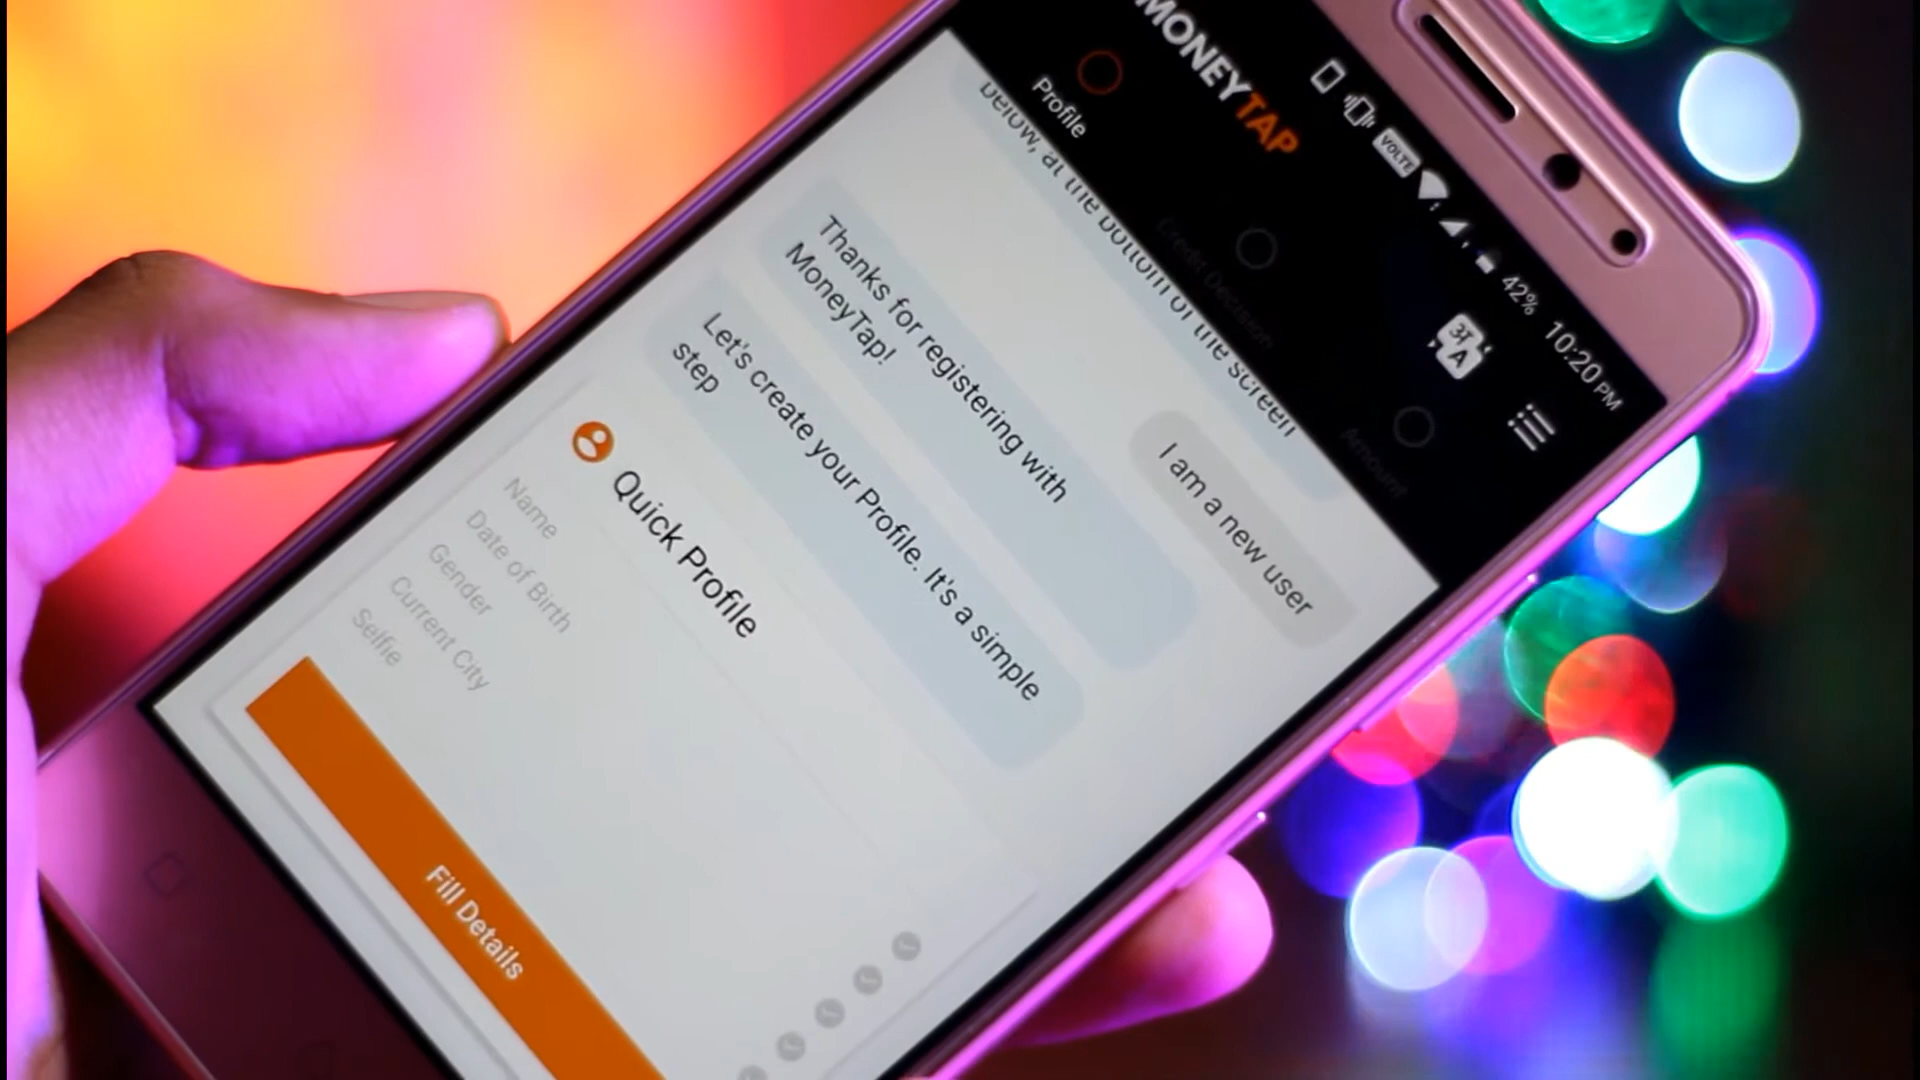 VOLTE
42%
10:20 PM
MONEYTAP
अ
A
Profile
Credit Decision
Amount
below, at the bottom of the screen
I am a new user
Thanks for registering with
MoneyTap!
Let's create your Profile. It's a simple
step
Quick Profile
Name
Date of Birth
Gender
Current City
Selfie
Fill Details